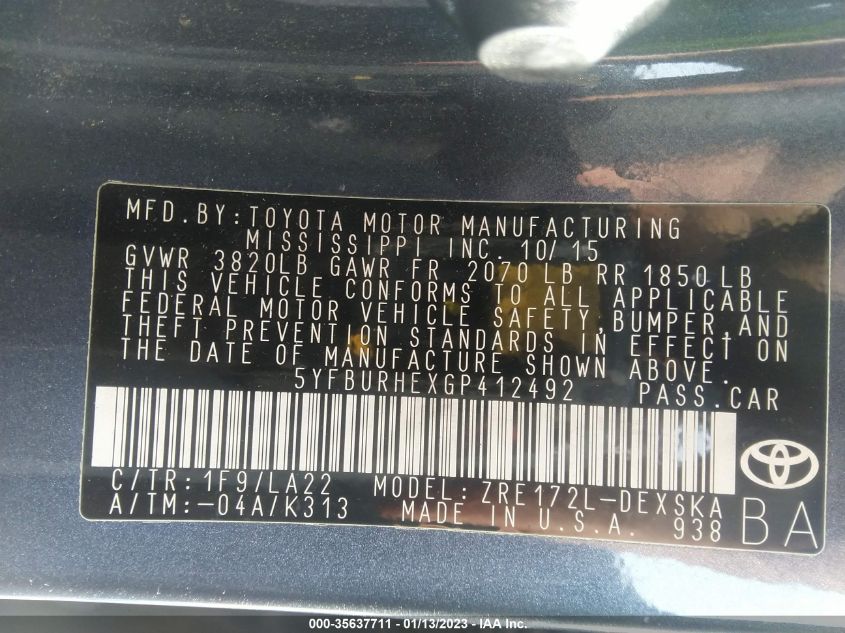 MFD.BY:TOYOTA MOTOR MANUFACTURING
MISSISSIPPI INC. 10/15
GVWR 3820LB GAWR FR 2070 LB RR 1850LB
THIS VEHICLE CONFORMS TO ALL APPLICABLE
FEDERAL MOTOR VEHICLE SAFETY,BUMPER,AND
THEFT PREVENTION STANDARDS IN EFFECT ON
THE DATE OF MANUFACTURE SHOWN ABOVE.
5YFBURHEXGP412492 PASS.CAR
C/TR:1F9/LA22 MODEL:ZRE172L-DEXSKA
A/TM:-04A/K313 MADE IN U.S.A. 938
BA
000-35637711 - 01/13/2023 - IAA Inc.